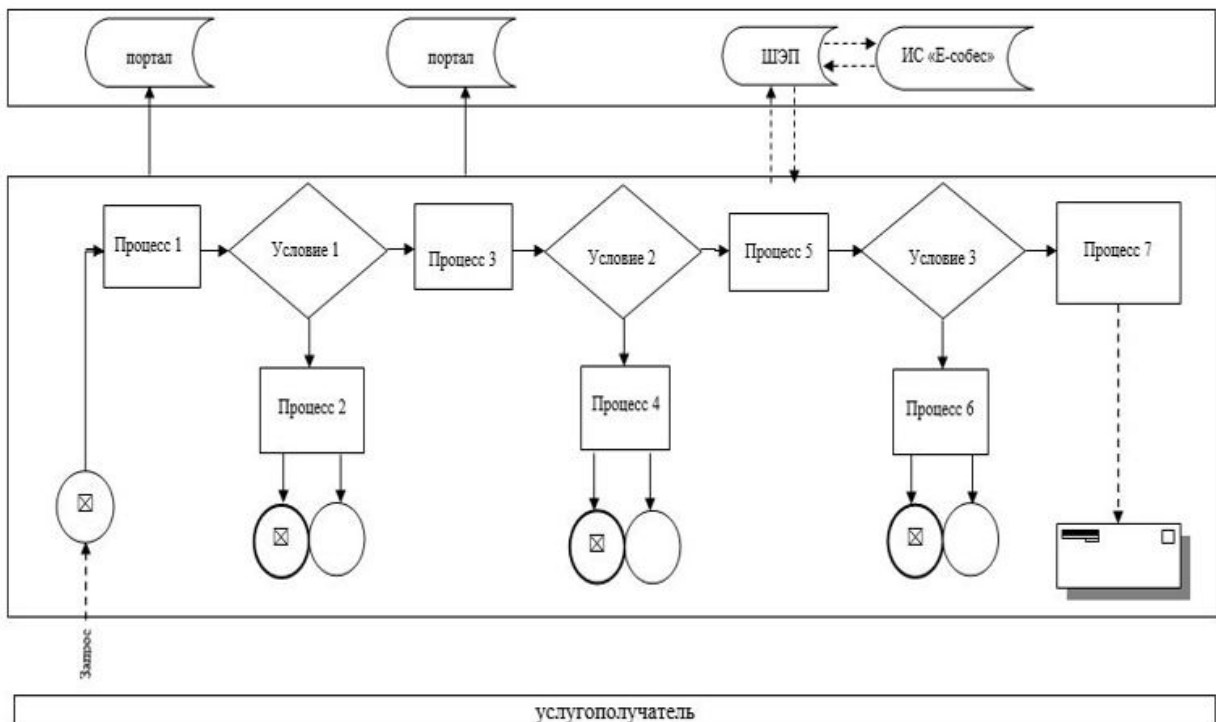 портал
портал
ШЭП
ИС «Е-собес»
Процесс 1
Условие 1
Процесс 3
Условие 2
Процесс 5
Условие 3
Процесс 7
Процесс 2
Процесс 4
Процесс 6
Запрос
услугополучатель